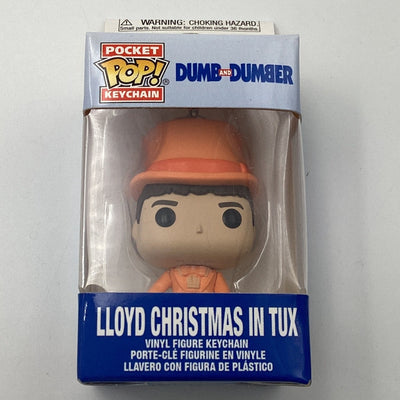 WARNING: CHOKING HAZARD.
Small parts. Not suitable for children under 36 months.
POCKET
POP!
KEYCHAIN
DUMB AND DUMBER
LLOYD CHRISTMAS IN TUX
VINYL FIGURE KEYCHAIN
PORTE-CLÉ FIGURINE EN VINYLE
LLAVERO CON FIGURA DE PLÁSTICO